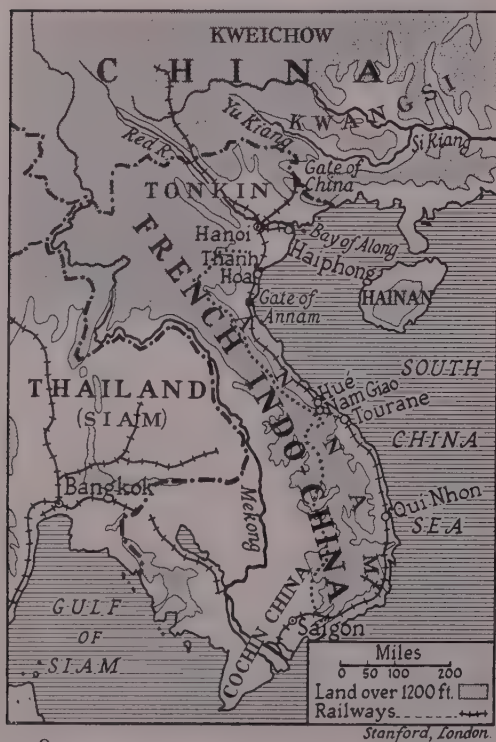 KWEICHOW
CHINA
KWANGSI
Yu Kiang
Si Kiang
Red R.
Gate of
China
TONKIN
Hanoi
Bay of Along
Haiphong
Thanh
Hoa
HAINAN
Gate of
Annam
FRENCH INDO CHINA
ANNAM
THAILAND
(SIAM)
Hué
Nam Giao
Tourane
SOUTH
CHINA
SEA
Bangkok
Mekong
Qui Nhon
GULF
OF
SIAM
COCHIN CHINA
Saigon
Miles
0 50 100 200
Land over 1200 ft.
Railways
Stanford, London.